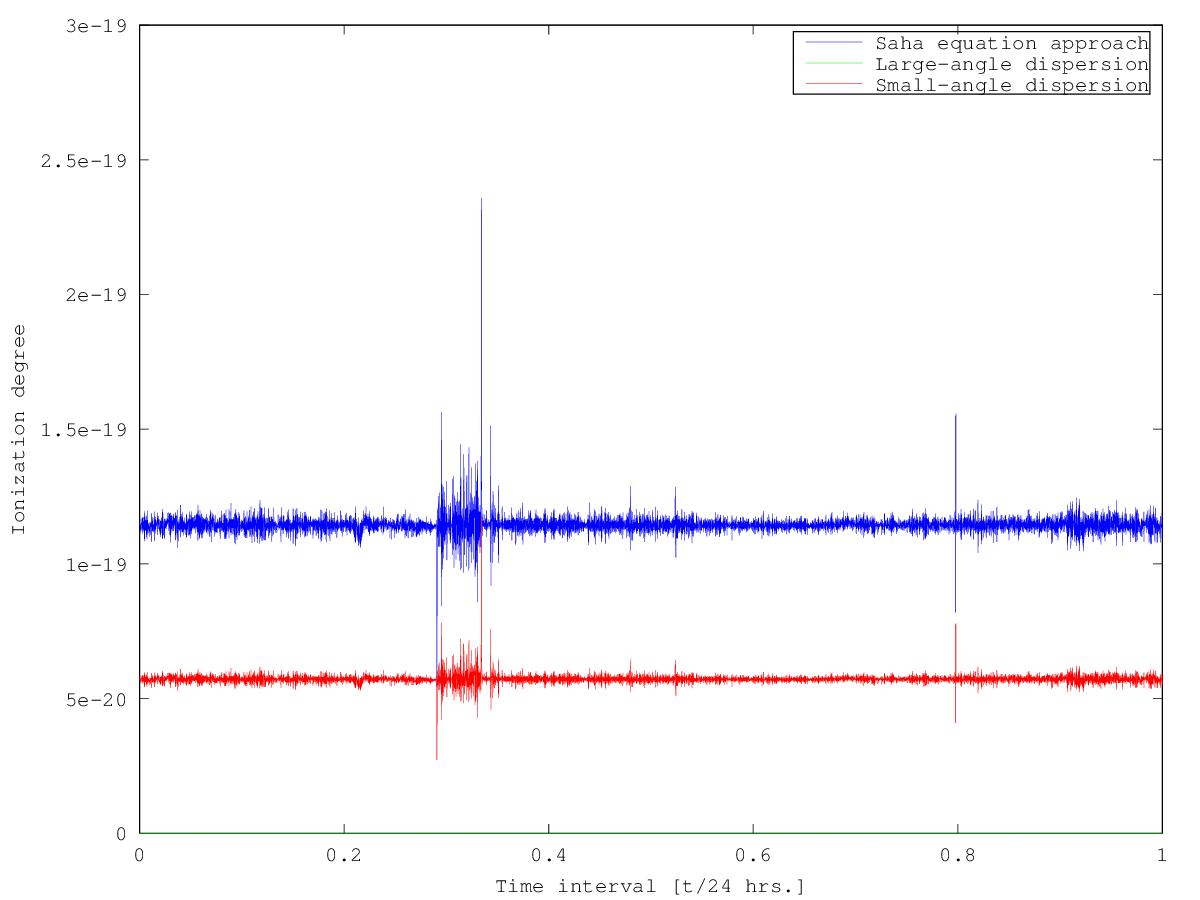 3e-19
2.5e-19
2e-19
1.5e-19
1e-19
5e-20
0
Ionization degree
Saha equation approach
Large-angle dispersion
Small-angle dispersion
0 0.2 0.4 0.6 0.8 1
Time interval [t/24 hrs.]